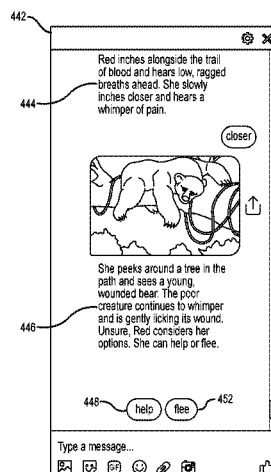 442
Red inches alongside the trail
of blood and hears low, ragged
breaths ahead. She slowly
444
inches closer and hears a
whimper of pain.
closer
She peeks around a tree in the
path and sees a young,
wounded bear. The poor
creature continues to whimper
446
and is gently licking its wound.
Unsure, Red considers her
options. She can help or flee.
448
help
flee
452
Type a message...
GIF